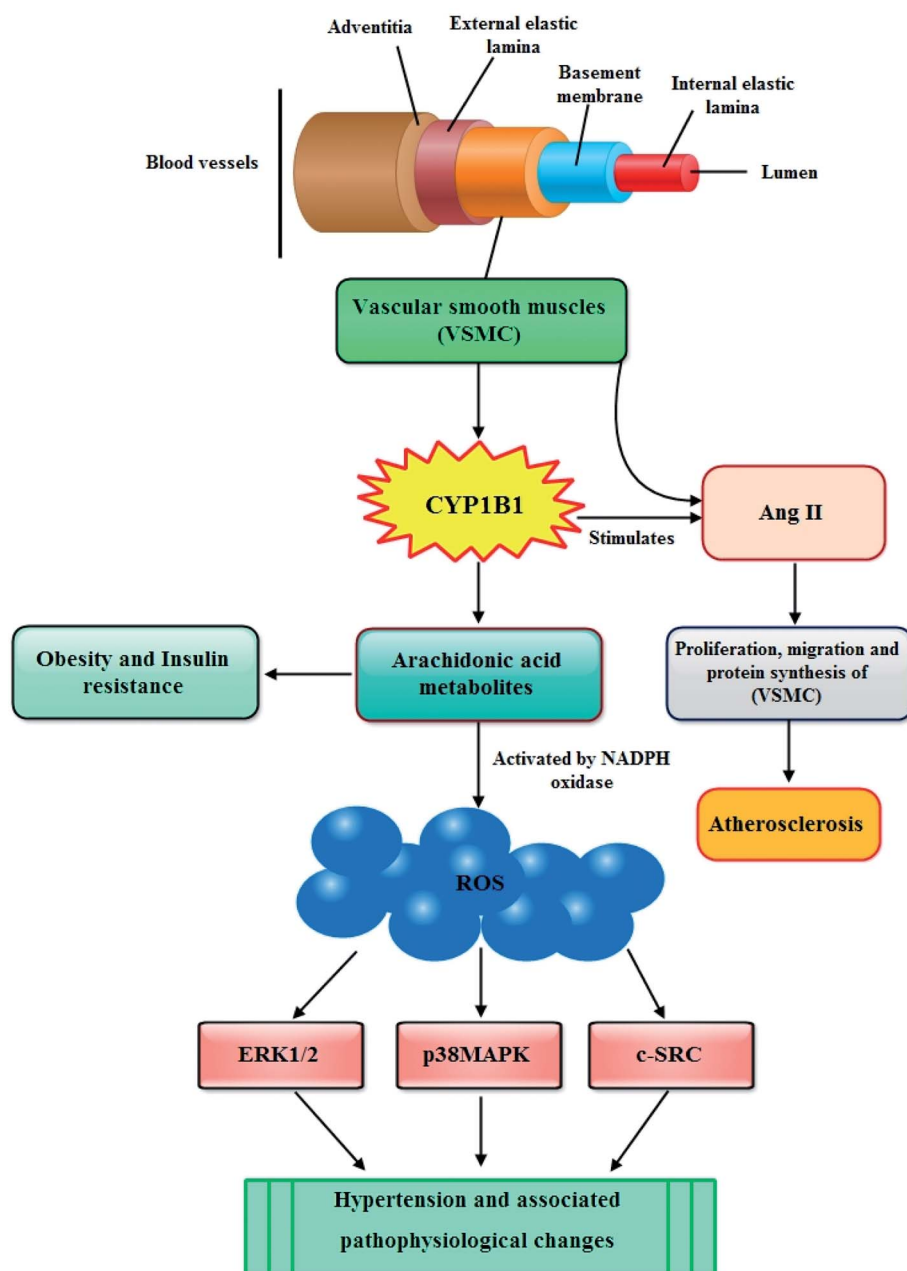 Adventitia
External elastic
lamina
Basement
membrane
Internal elastic
lamina
Blood vessels
Lumen
Vascular smooth muscles
(VSMC)
CYP1B1
Stimulates
Ang II
Obesity and Insulin
resistance
Arachidonic acid
metabolites
Proliferation, migration and
protein synthesis of
(VSMC)
Activated by NADPH
oxidase
Atherosclerosis
ROS
ERK1/2
p38MAPK
c-SRC
Hypertension and associated
pathophysiological changes